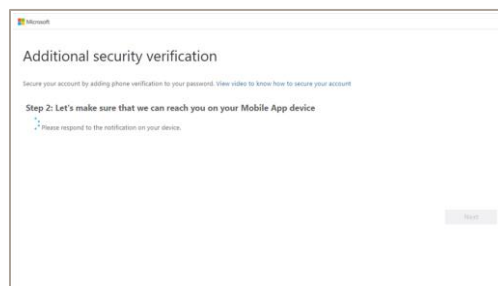 Microsoft
Additional security verification
Secure your account by adding phone verification to your password. View video to know how to secure your account
Step 2: Let's make sure that we can reach you on your Mobile App device
Please respond to the notification on your device.
Next